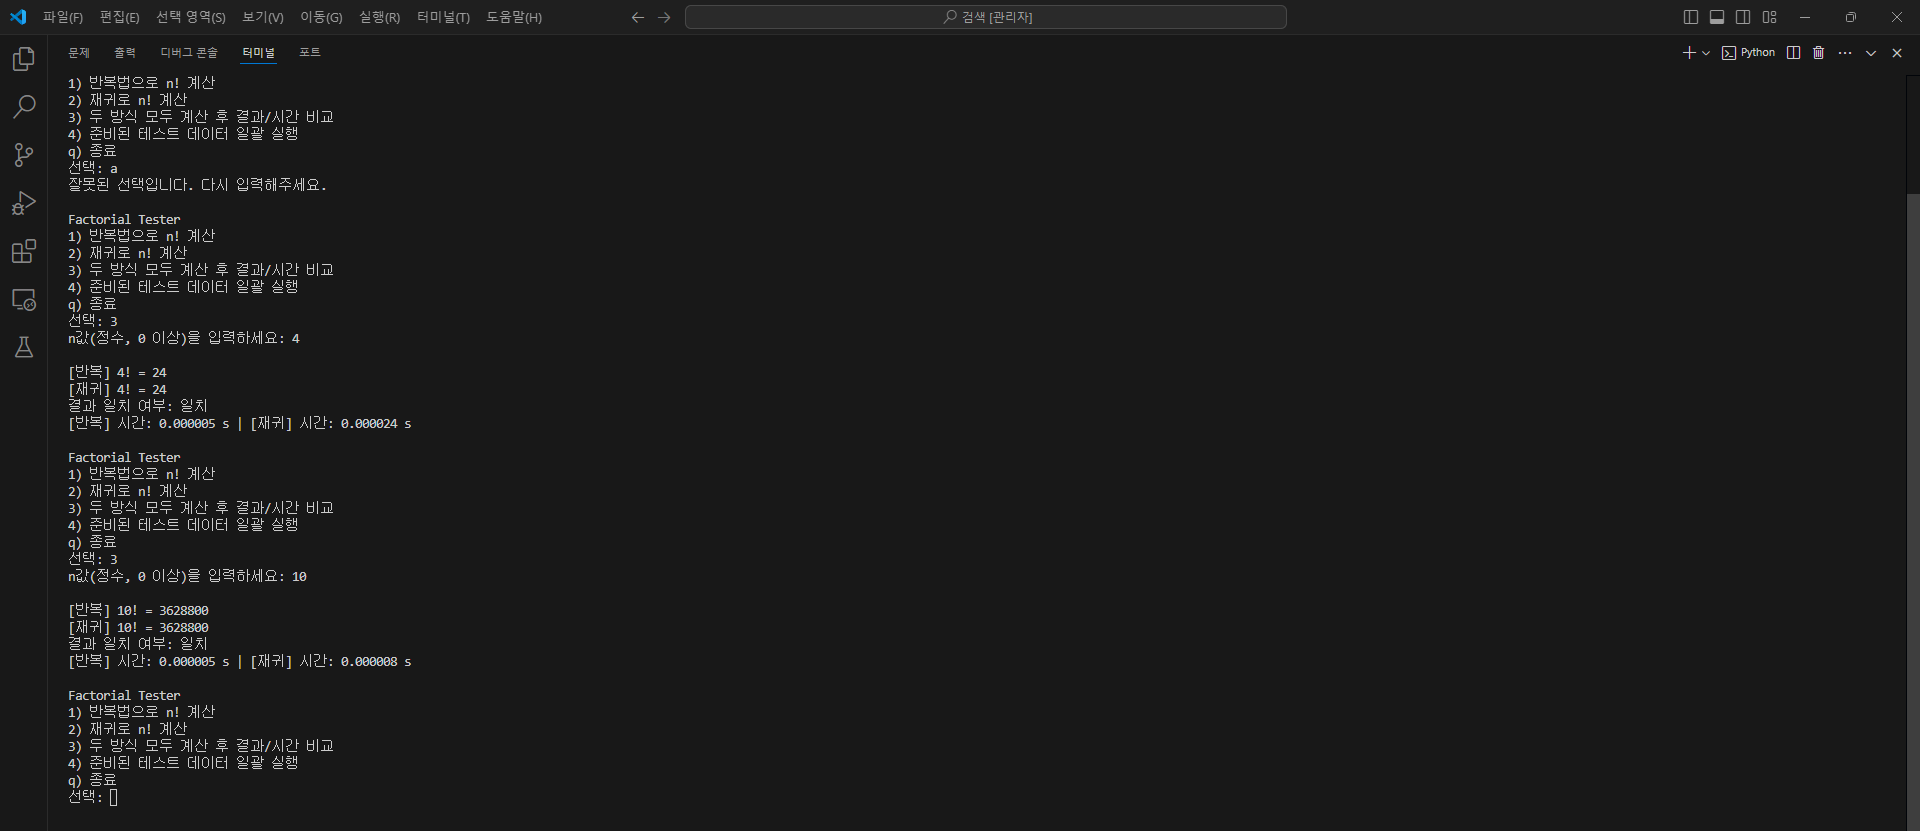 파일(F) 편집(E) 선택 영역(S) 보기(V) 이동(G) 실행(R) 터미널(T) 도움말(H) 검색 [관리자]
문제 출력 디버그 콘솔 터미널 포트 Python
1) 반복법으로 n! 계산
2) 재귀로 n! 계산
3) 두 방식 모두 계산 후 결과/시간 비교
4) 준비된 테스트 데이터 일괄 실행
q) 종료
선택: a
잘못된 선택입니다. 다시 입력해주세요.
Factorial Tester
1) 반복법으로 n! 계산
2) 재귀로 n! 계산
3) 두 방식 모두 계산 후 결과/시간 비교
4) 준비된 테스트 데이터 일괄 실행
q) 종료
선택: 3
n값(정수, 0 이상)을 입력하세요: 4
[반복] 4! = 24
[재귀] 4! = 24
결과 일치 여부: 일치
[반복] 시간: 0.000005 s | [재귀] 시간: 0.000024 s
Factorial Tester
1) 반복법으로 n! 계산
2) 재귀로 n! 계산
3) 두 방식 모두 계산 후 결과/시간 비교
4) 준비된 테스트 데이터 일괄 실행
q) 종료
선택: 3
n값(정수, 0 이상)을 입력하세요: 10
[반복] 10! = 3628800
[재귀] 10! = 3628800
결과 일치 여부: 일치
[반복] 시간: 0.000005 s | [재귀] 시간: 0.000008 s
Factorial Tester
1) 반복법으로 n! 계산
2) 재귀로 n! 계산
3) 두 방식 모두 계산 후 결과/시간 비교
4) 준비된 테스트 데이터 일괄 실행
q) 종료
선택: